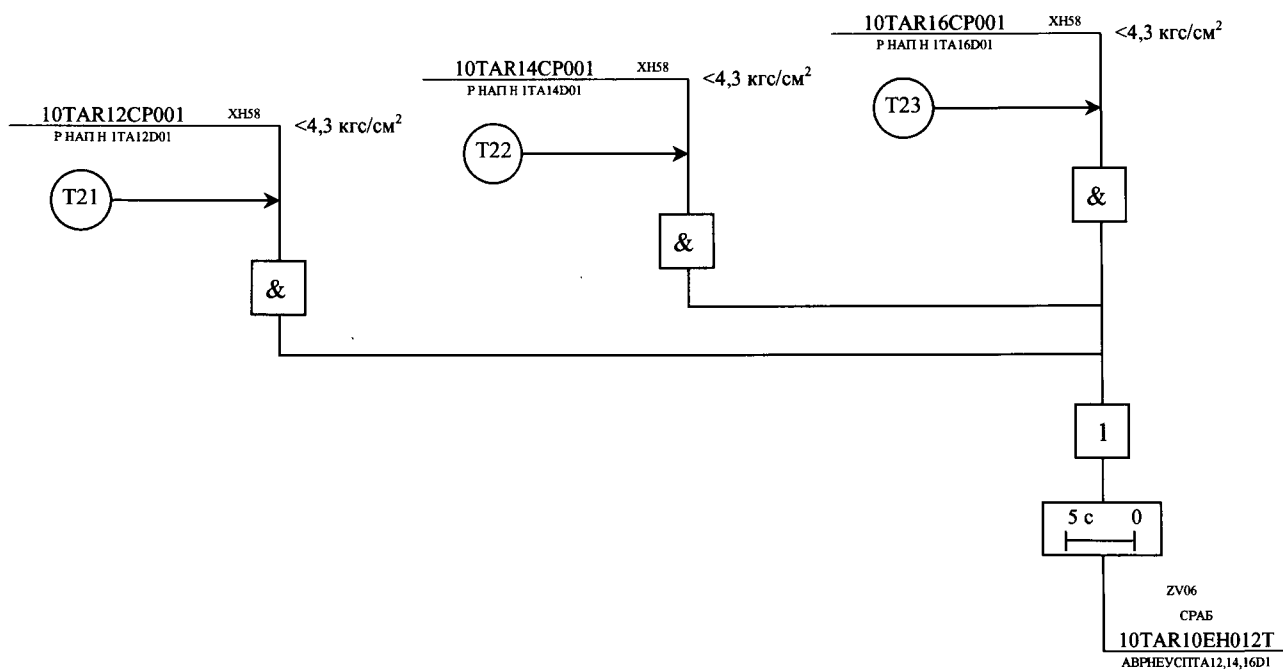 10TAR16CP001 XH58 <4,3 кгс/см²
Р НАП Н 1TA16D01
T23
&
10TAR14CP001 XH58 <4,3 кгс/см²
Р НАП Н 1TA14D01
T22
&
10TAR12CP001 XH58 <4,3 кгс/см²
Р НАП Н 1TA12D01
T21
&
1
5 с 0
ZV06
СРАБ
10TAR10EH012T
АВРНЕУСПТА12,14,16D1